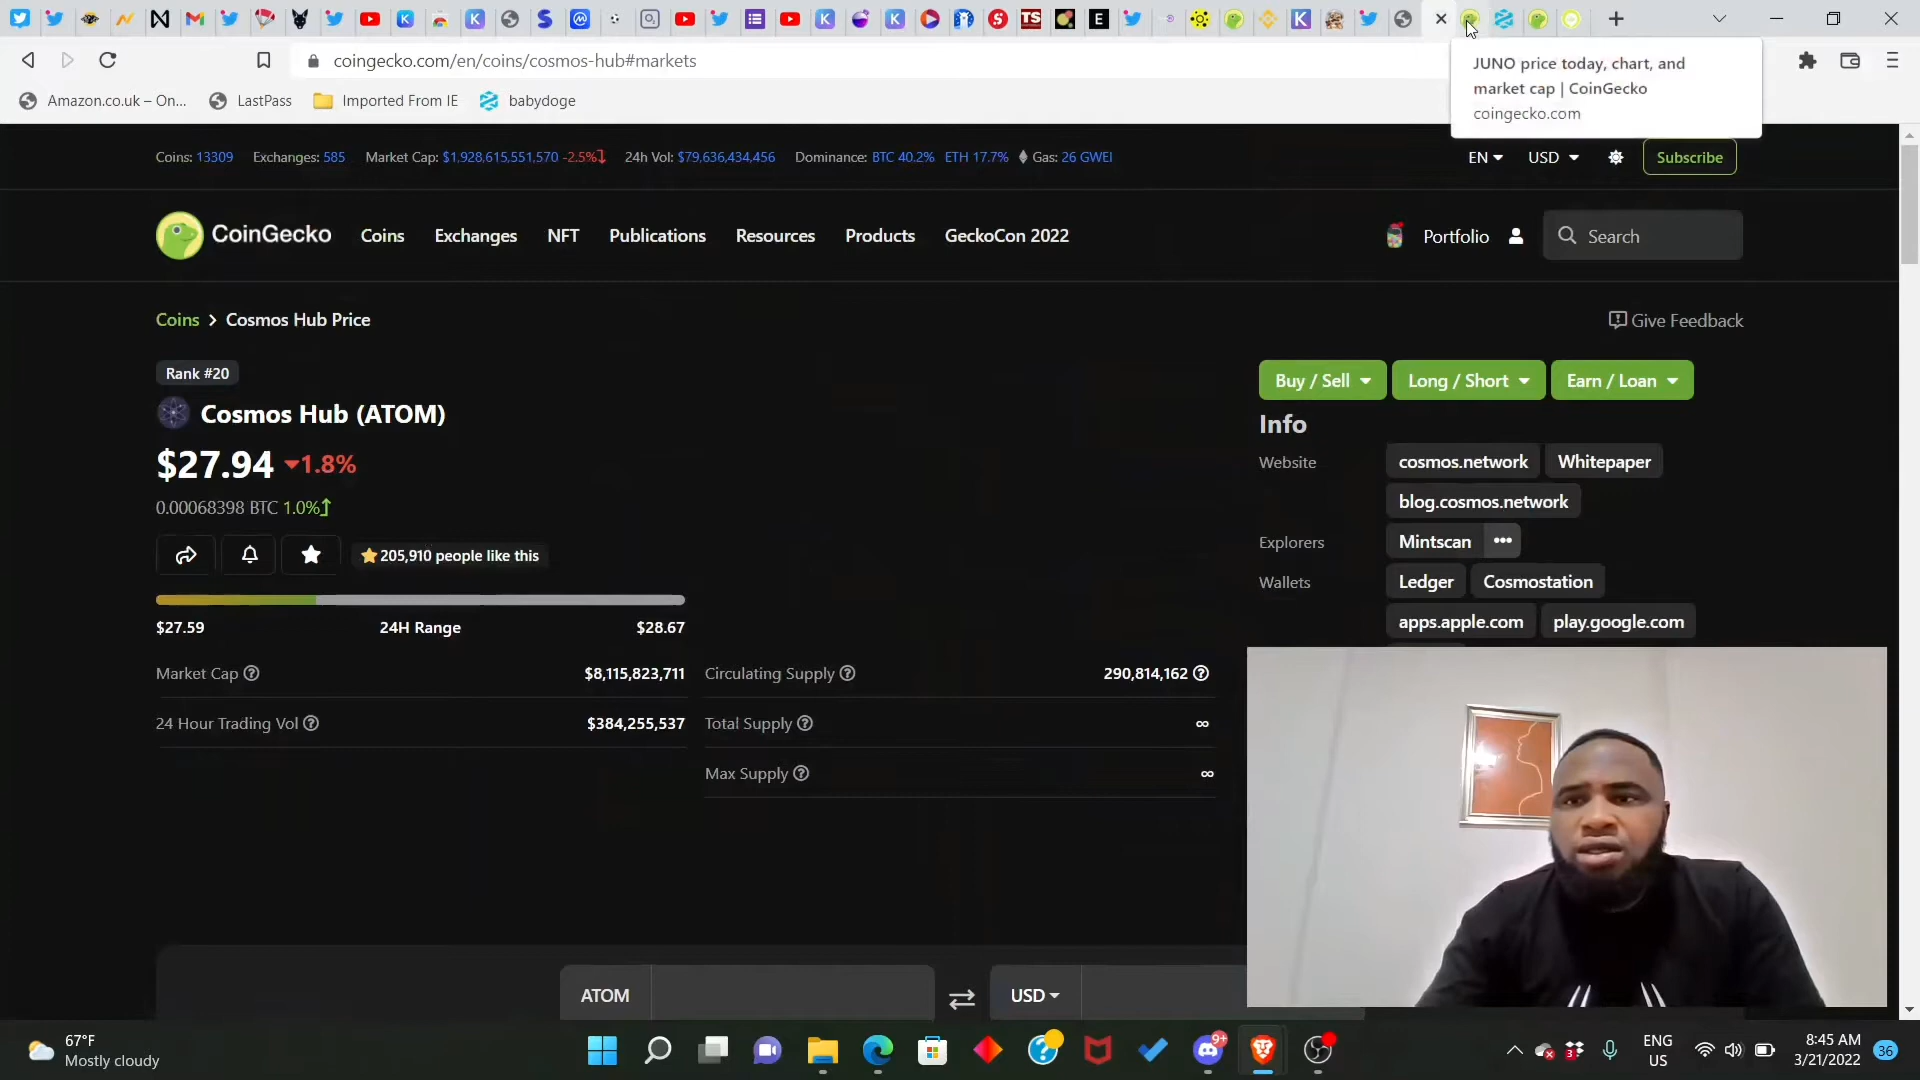 coingecko.com/en/coins/cosmos-hub#markets
JUNO price today, chart, and
market cap | CoinGecko
coingecko.com
Amazon.co.uk – On...
LastPass
Imported From IE
babydoge
Coins: 13309
Exchanges: 585
Market Cap: $1,928,615,551,570 -2.5%
24h Vol: $79,636,434,456
Dominance: BTC 40.2% ETH 17.7%
Gas: 26 GWEI
EN
USD
Subscribe
CoinGecko
Coins
Exchanges
NFT
Publications
Resources
Products
GeckoCon 2022
Portfolio
Search
Coins > Cosmos Hub Price
Give Feedback
Rank #20
Cosmos Hub (ATOM)
$27.94 1.8%
0.00068398 BTC 1.0%
205,910 people like this
$27.59
24H Range
$28.67
Market Cap
$8,115,823,711
Circulating Supply
290,814,162
24 Hour Trading Vol
$384,255,537
Total Supply
∞
Max Supply
∞
Buy / Sell
Long / Short
Earn / Loan
Info
Website
cosmos.network
Whitepaper
blog.cosmos.network
Explorers
Mintscan
Wallets
Ledger
Cosmostation
apps.apple.com
play.google.com
ATOM
USD
67°F
Mostly cloudy
9+
3
ENG
US
8:45 AM
3/21/2022
36